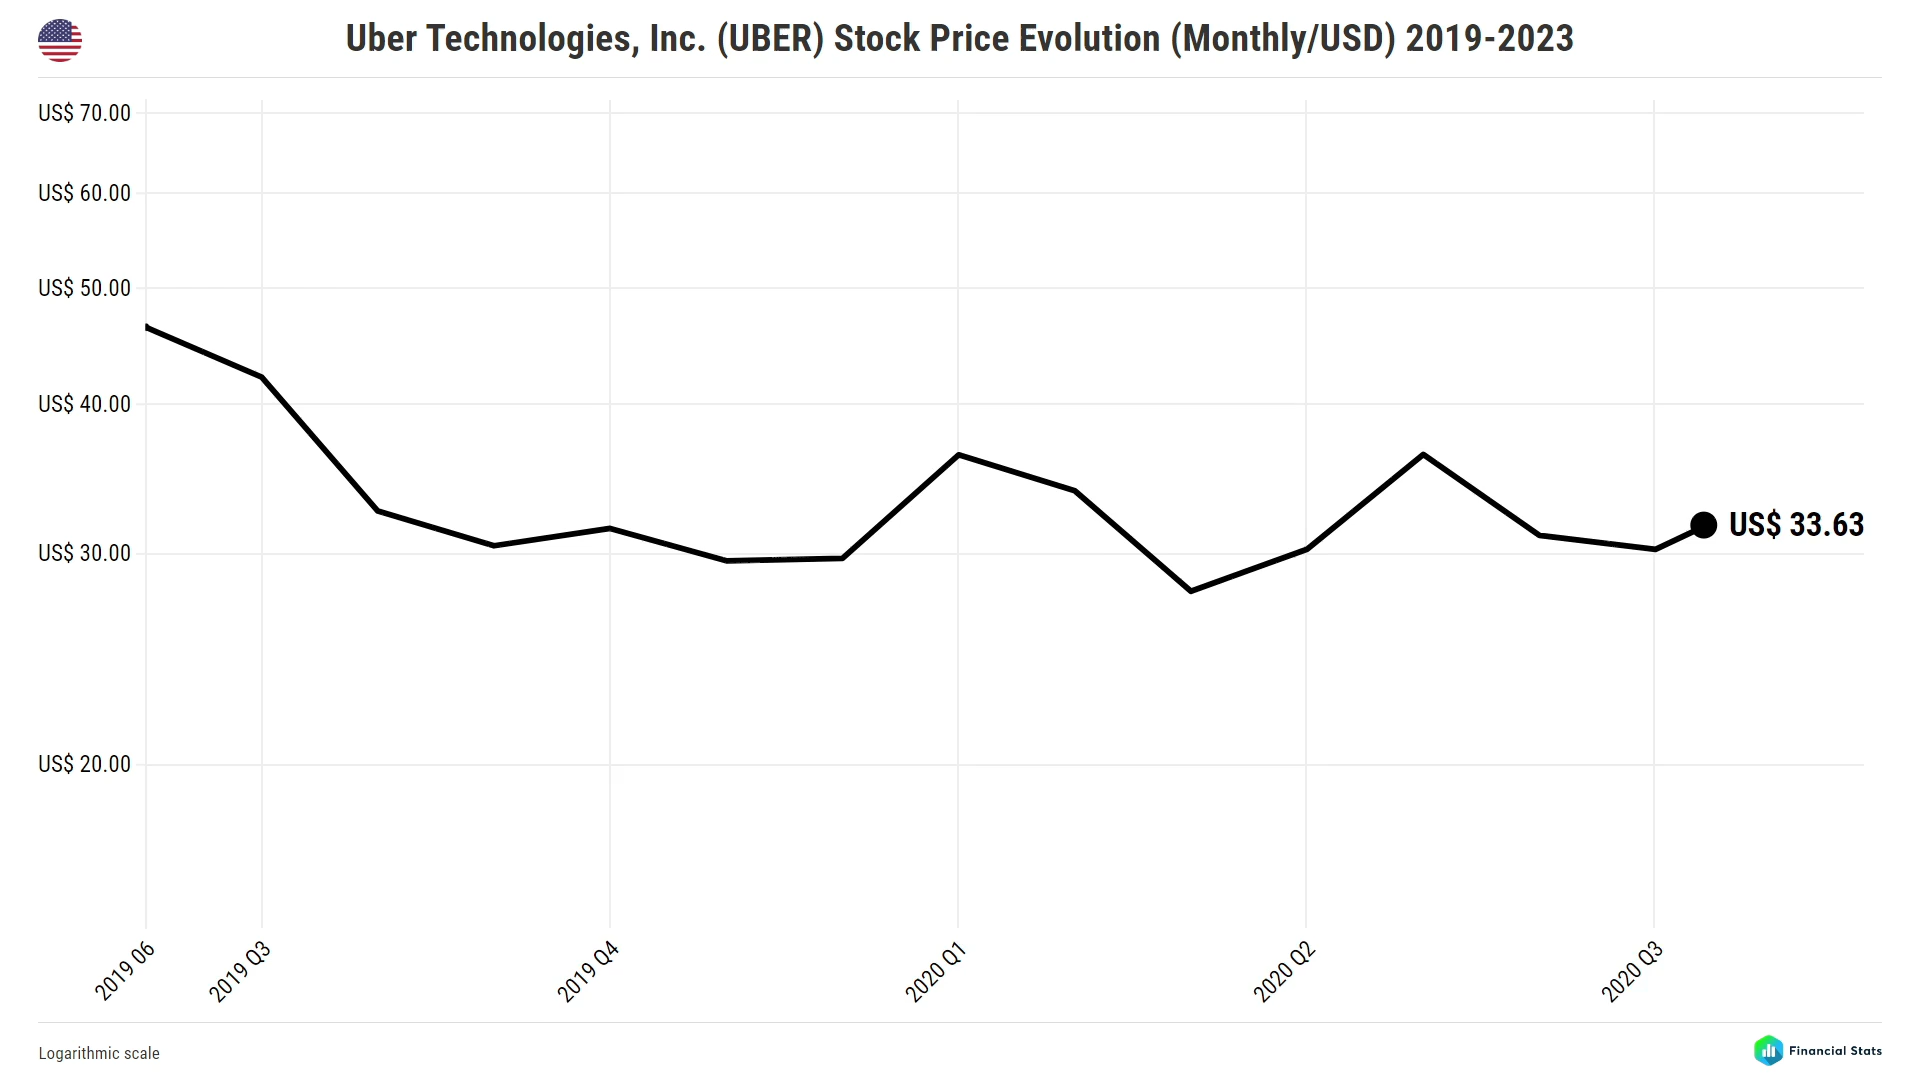 Uber Technologies, Inc. (UBER) Stock Price Evolution (Monthly/USD) 2019-2023
US$ 70.00
US$ 60.00
US$ 50.00
US$ 40.00
US$ 30.00
US$ 20.00
US$ 33.63
2019 06
2019 Q3
2019 Q4
2020 Q1
2020 Q2
2020 Q3
Logarithmic scale
Financial Stats